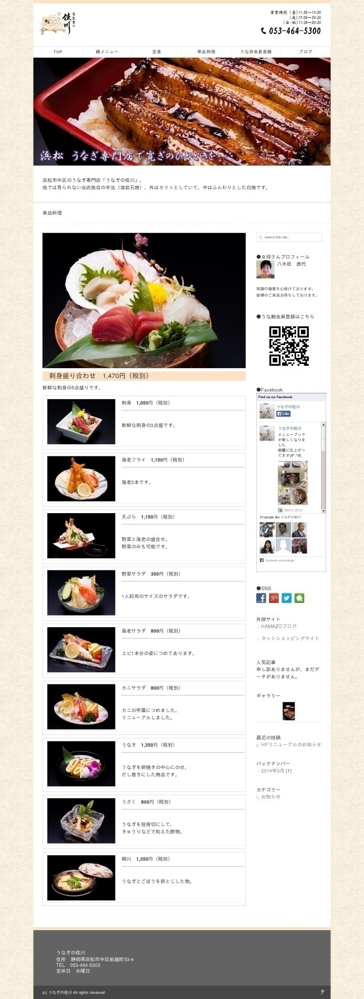 うなぎの
佳川
営業時間 (昼)11:30~14:30
(夜)17:00~20:30
(日・祝)11:30~20:30
053-464-5300
TOP
鰻メニュー
定食
単品料理
うな丼会員登録
ブログ
浜松 うなぎ専門店で寛ぎのひとときを・・・
浜松市中区のうなぎ専門店「うなぎの佳川」。
他では見られない当店独自の手法（溶岩石焼）、外はカリッとしていて、中はふんわりとした白焼です。
単品料理
刺身盛り合わせ 1,470円（税別）
新鮮な刺身の5点盛りです。
刺身 1,050円（税別）
新鮮な刺身の3点盛です。
海老フライ 1,150円（税別）
海老3本です。
天ぷら 1,150円（税別）
野菜と海老の盛合せ。
野菜のみも可能です。
野菜サラダ 300円（税別）
1人前用のサイズのサラダです。
海老サラダ 800円（税別）
エビ1本分の姿につめてあります。
カニサラダ 800円（税別）
カニの甲羅につめました。
リニューアルしました。
うなき 1,350円（税別）
うなぎを卵焼きの中心にのせ、
だし巻きにした商品です。
うざく 800円（税別）
うなぎを短冊切にして、
きゅうりなどで和えた酢物。
柳川 1,350円（税別）
うなぎとごぼうを卵とじした物。
search this site...
●女将さんプロフィール
八木田 昌代
笑顔の接客を心掛けております。
皆様のご来店お待ちしております。
●うな殿会員登録はこちら
●Facebook
Find us on Facebook
うなぎの佳川
Like
うなぎの佳川
メニューブック
が新しくなりま
した
綺麗に仕上がっ
てます(#^.^#)
March 29 at
23 people like うなぎの佳川.
Facebook social plugin
●SNS
外部サイト
HAMAZOブログ
ネットショッピングサイト
人気記事
申し訳ありませんが、まだデ
ータがありません。
ギャラリー
最近の投稿
HPリニューアルのお知らせ
バックナンバー
2014年3月 (1)
カテゴリー
お知らせ
うなぎの佳川
住所 静岡県浜松市中区船越町53-4
TEL 053-464-5300
定休日 水曜日
(c) うなぎの佳川 All rights reserved